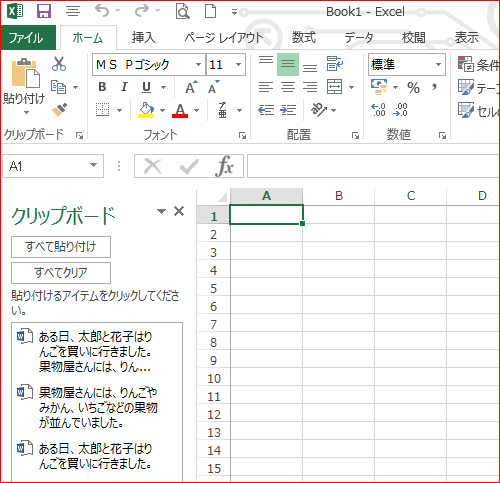 Book1 - Excel
ファイル ホーム 挿入 ページ レイアウト 数式 データ 校閲 表示
ＭＳ Ｐゴシック 11 標準 条件
貼り付け B I U A A % , テーブ
A ア亜 .0 .00 .00 .0 セルの
クリップボード フォント 配置 数値
A1 fx
クリップボード
すべて貼り付け
すべてクリア
貼り付けるアイテムをクリックしてくださ
い。
ある日、太郎と花子はり
んごを買いに行きました。
果物屋さんには、りん...
果物屋さんには、りんごや
みかん、いちごなどの果物
が並んでいました。
ある日、太郎と花子はり
んごを買いに行きました。
A B C D
1
2
3
4
5
6
7
8
9
10
11
12
13
14
15